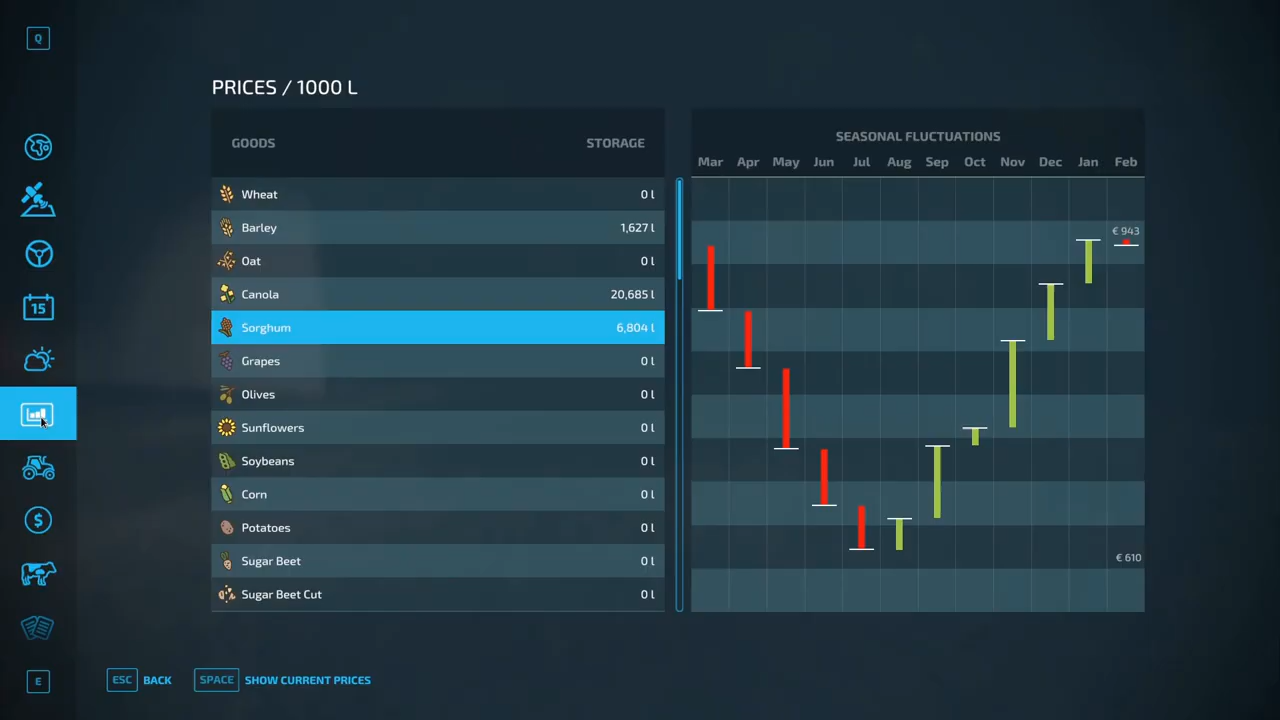 Q
PRICES / 1000 L
GOODS STORAGE
SEASONAL FLUCTUATIONS
Mar Apr May Jun Jul Aug Sep Oct Nov Dec Jan Feb
Wheat 0 l
Barley 1,627 l
€ 943
Oat 0 l
Canola 20,685 l
15
Sorghum 6,804 l
Grapes 0 l
Olives 0 l
Sunflowers 0 l
Soybeans 0 l
Corn 0 l
Potatoes 0 l
Sugar Beet 0 l
€ 610
Sugar Beet Cut 0 l
E
ESC BACK SPACE SHOW CURRENT PRICES